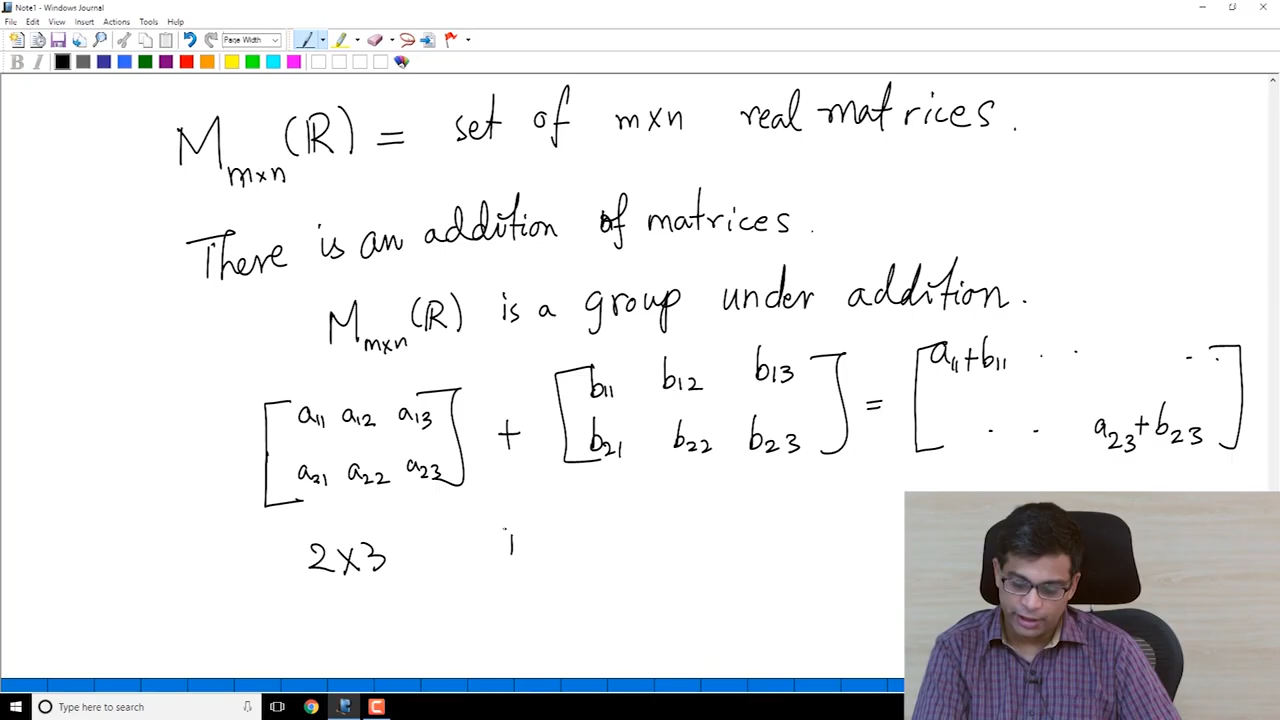 Note1 - Windows Journal
File Edit View Insert Actions Tools Help
Page Width
B I
M_{m×n}(ℝ) = set of m×n real matrices.
There is an addition of matrices.
M_{m×n}(ℝ) is a group under addition.
[a₁₁ a₁₂ a₁₃ + [b₁₁ b₁₂ b₁₃ = [a₁₁+b₁₁ . . . .
a₂₁ a₂₂ a₂₃] b₂₁ b₂₂ b₂₃] . . a₂₃+b₂₃]
2×3 i
Type here to search